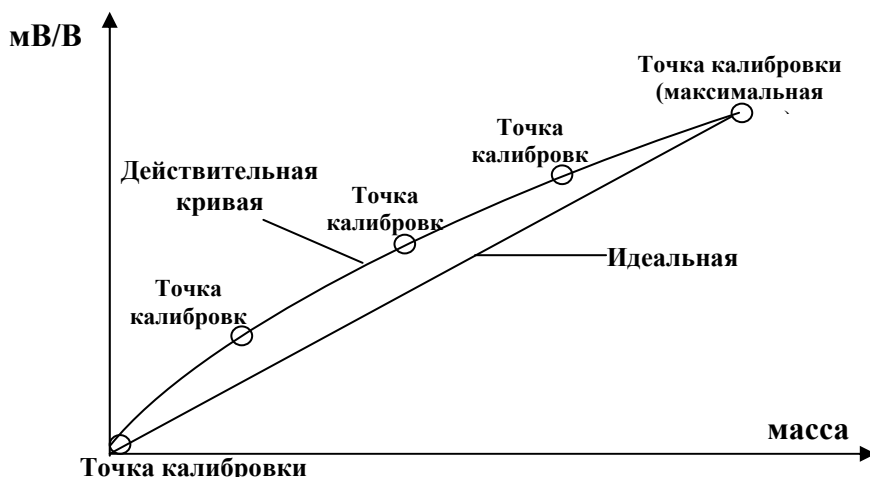 мВ/В
Точка калибровки
(максимальная
Точка
калибровк
Действительная
кривая
Точка
калибровк
Идеальная
Точка
калибровк
масса
Точка калибровки